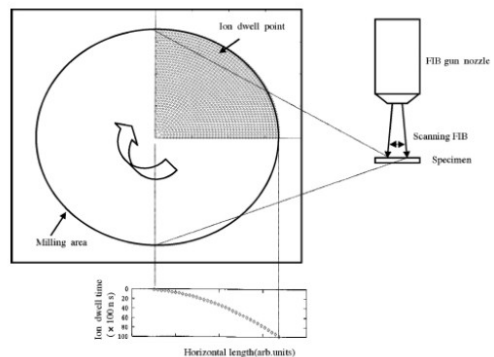 Ion dwell point
FIB gun nozzle
Scanning FIB
Specimen
Milling area
Ion dwell time
(×100 ns)
0
20
40
60
80
100
Horizontal length(arb.units)